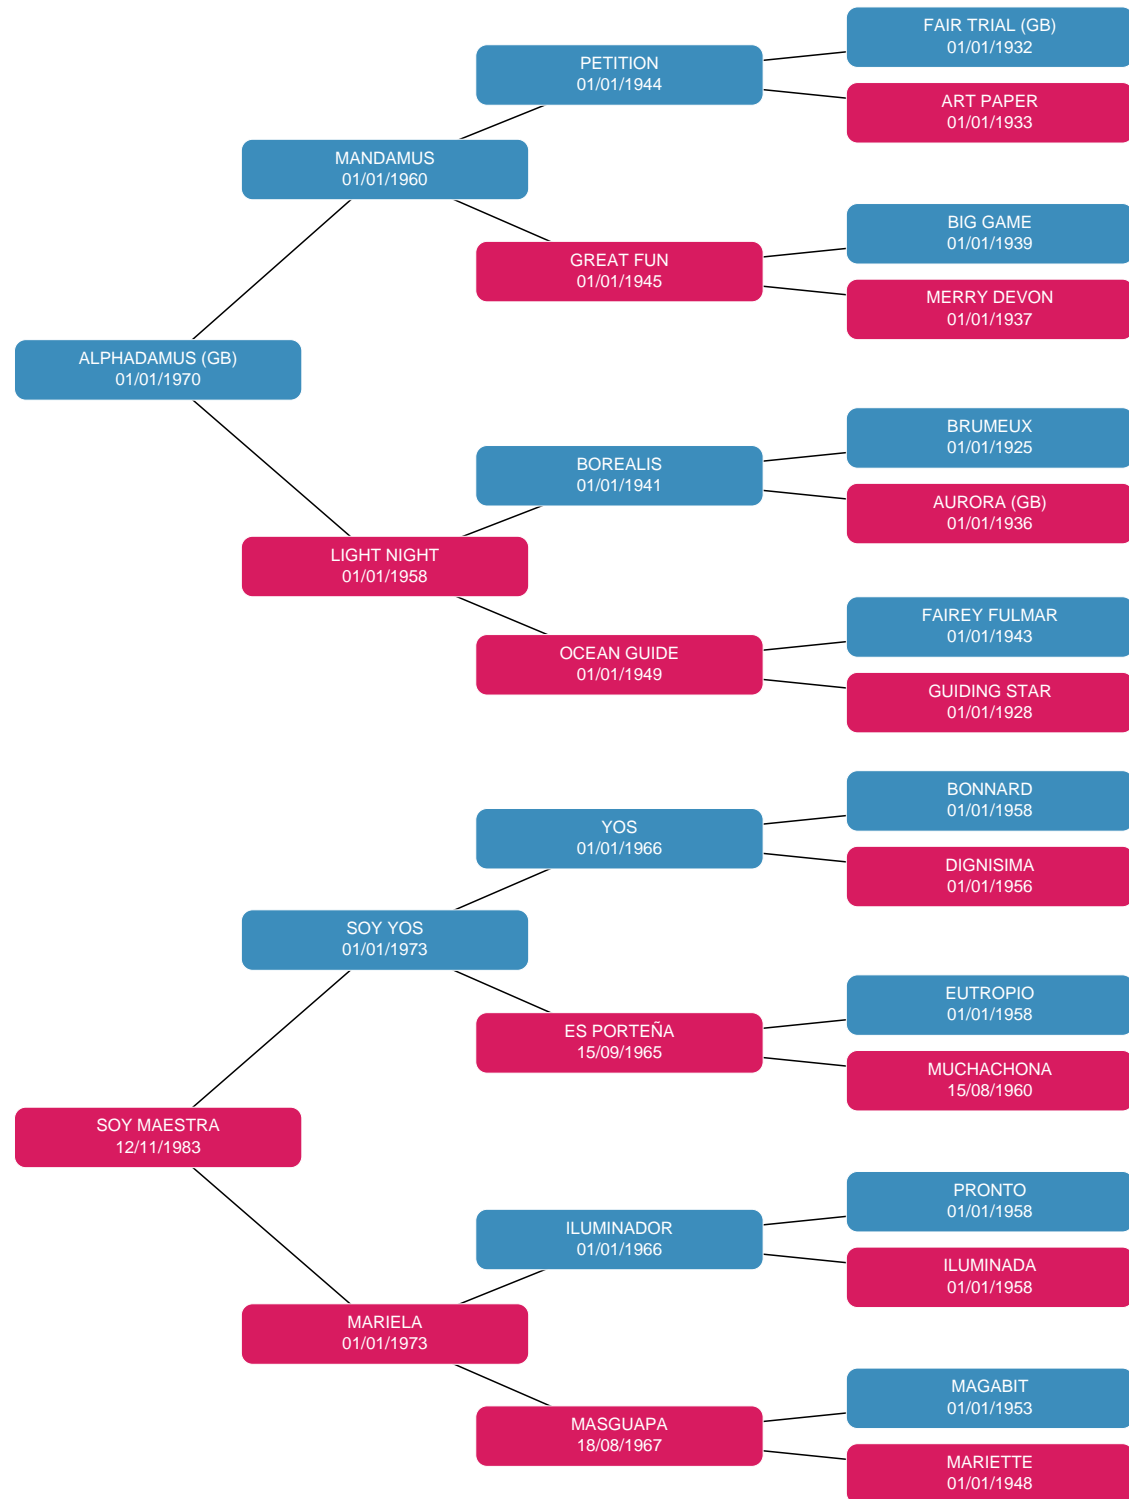 FAIR TRIAL (GB)
01/01/1932
PETITION
01/01/1944
ART PAPER
01/01/1933
MANDAMUS
01/01/1960
BIG GAME
01/01/1939
GREAT FUN
01/01/1945
MERRY DEVON
01/01/1937
ALPHADAMUS (GB)
01/01/1970
BRUMEUX
01/01/1925
BOREALIS
01/01/1941
AURORA (GB)
01/01/1936
LIGHT NIGHT
01/01/1958
FAIREY FULMAR
01/01/1943
OCEAN GUIDE
01/01/1949
GUIDING STAR
01/01/1928
BONNARD
01/01/1958
YOS
01/01/1966
DIGNISIMA
01/01/1956
SOY YOS
01/01/1973
EUTROPIO
01/01/1958
ES PORTEÑA
15/09/1965
MUCHACHONA
15/08/1960
SOY MAESTRA
12/11/1983
PRONTO
01/01/1958
ILUMINADOR
01/01/1966
ILUMINADA
01/01/1958
MARIELA
01/01/1973
MAGABIT
01/01/1953
MASGUAPA
18/08/1967
MARIETTE
01/01/1948